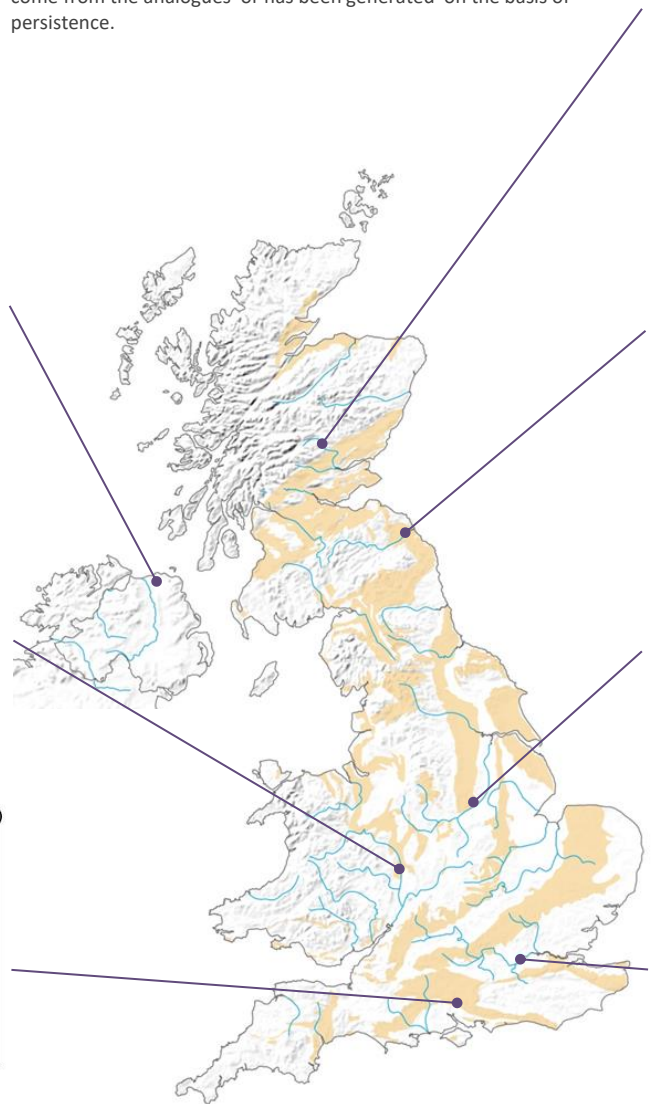 come from the analogues or has been generated on the basis of
persistence.